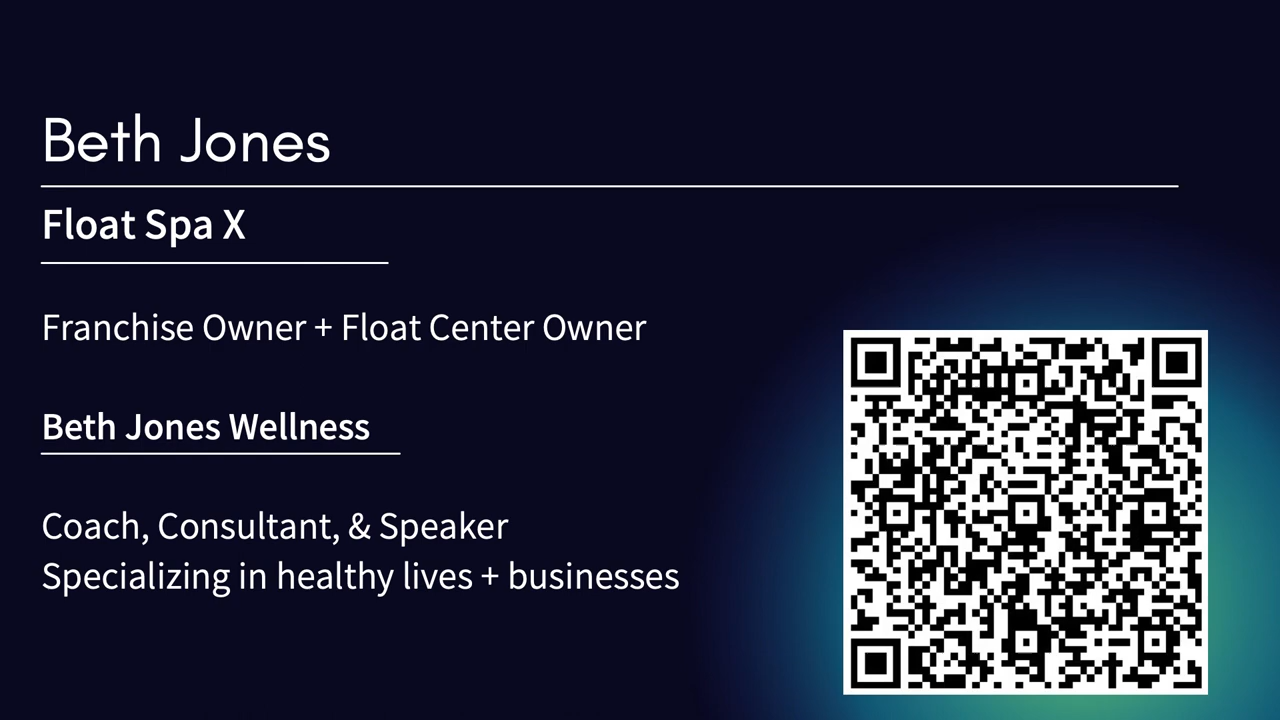 Beth Jones
Float Spa X
Franchise Owner + Float Center Owner
Beth Jones Wellness
Coach, Consultant, & Speaker
Specializing in healthy lives + businesses